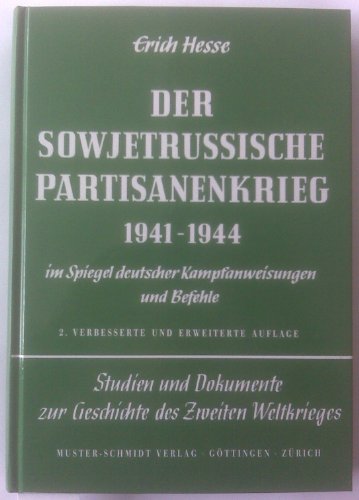 Erich Hesse
DER
SOWJETRUSSISCHE
PARTISANENKRIEG
1941-1944
im Spiegel deutscher Kampfanweisungen
und Befehle
2. VERBESSERTE UND ERWEITERTE AUFLAGE
Studien und Dokumente
zur Geschichte des Zweiten Weltkrieges
MUSTER-SCHMIDT VERLAG · GÖTTINGEN · ZÜRICH